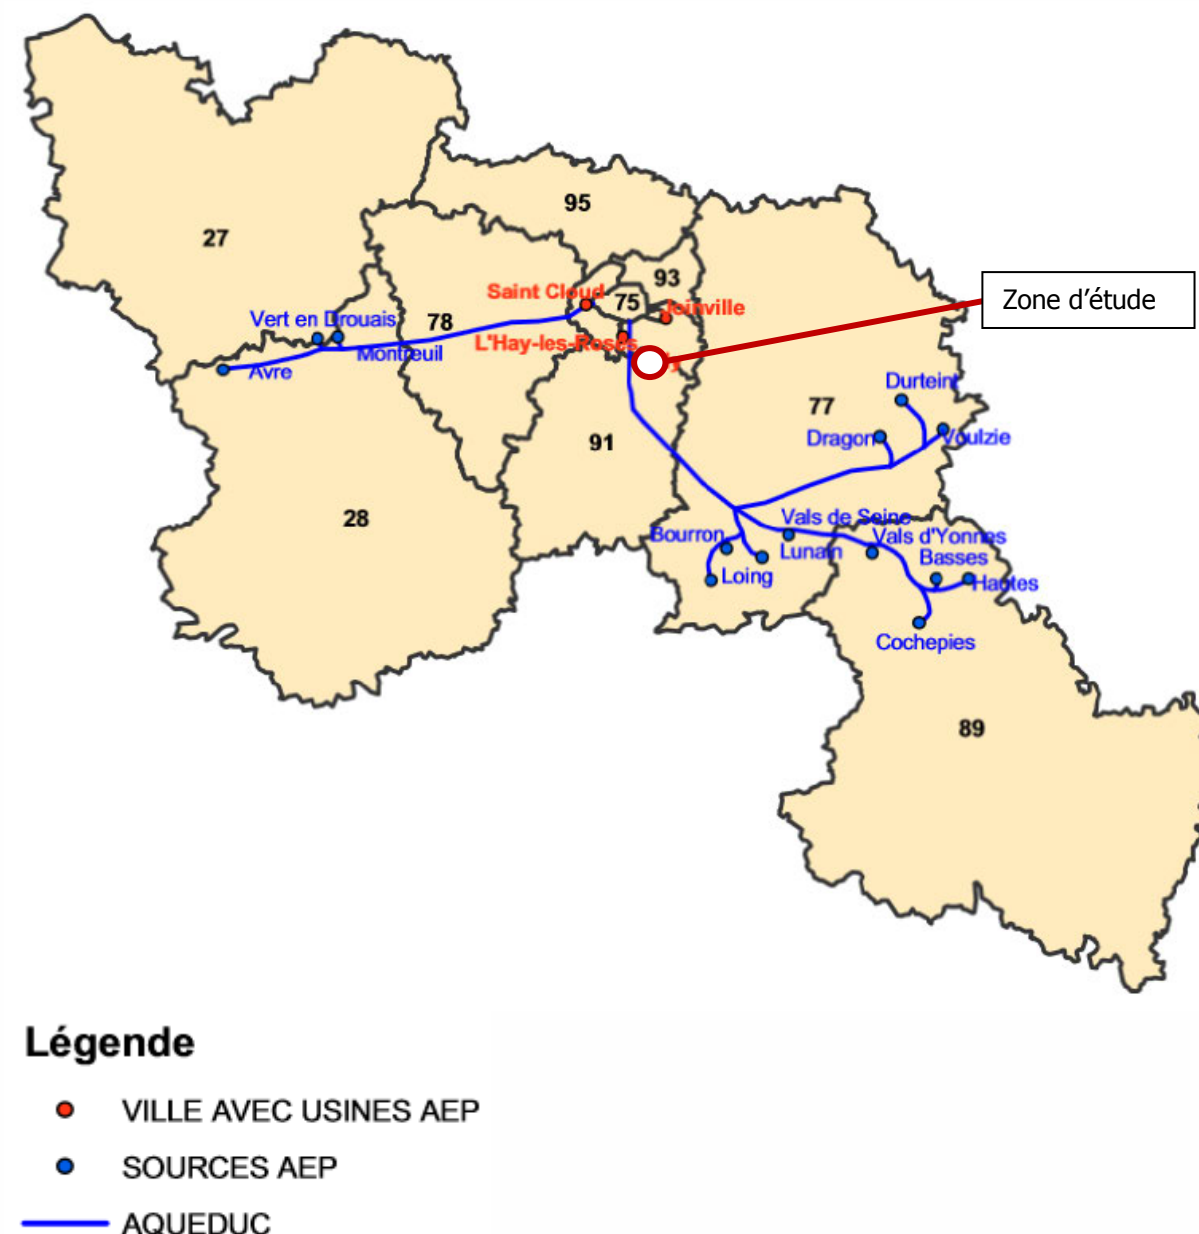 95
27
93
Saint Cloud
75
Zone d’étude
Joinville
Vert en Drouais
78
L'Hay-les-Roses
Montreuil
Avre
Durteint
77
Dragon
Voulzie
91
28
Vals de Seine
Bourron
Vals d'Yonnes
Lunain
Basses
Loing
Hautes
Cochepies
89
Légende
VILLE AVEC USINES AEP
SOURCES AEP
AQUEDUC